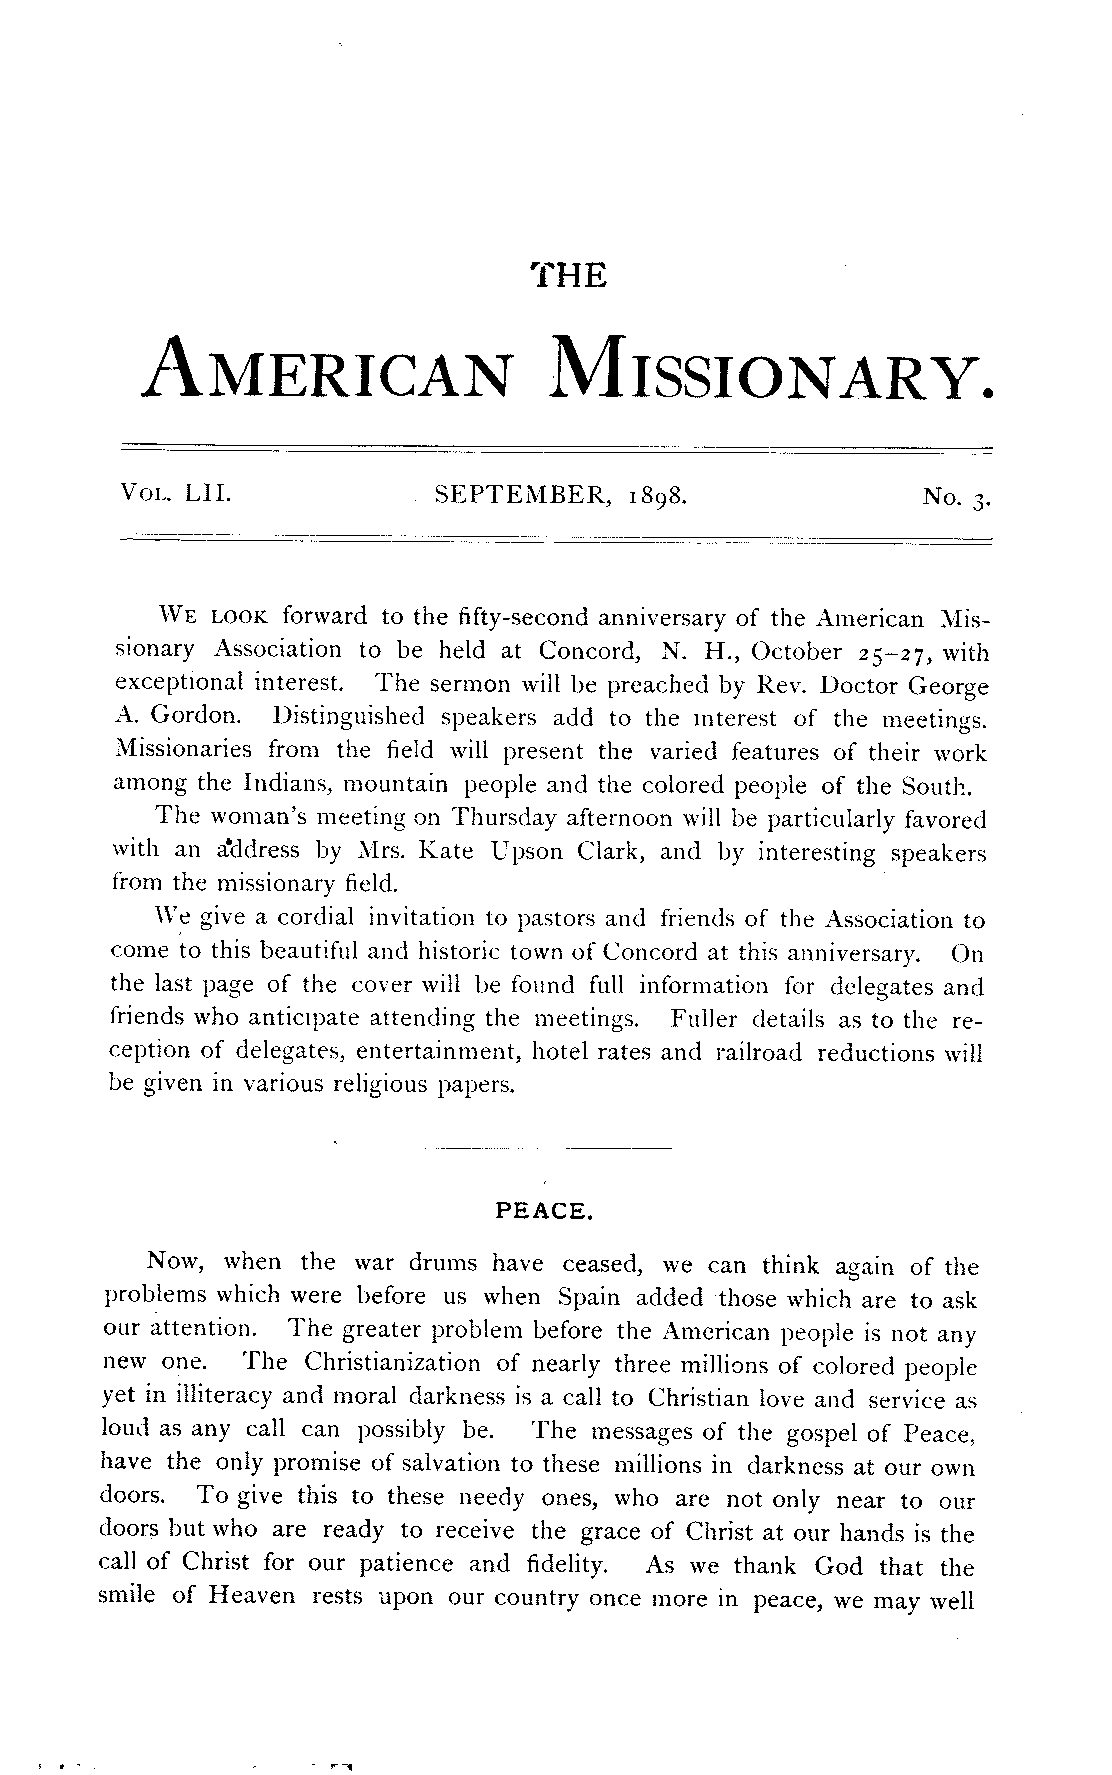 THE
AMERICAN MISSIONARY.
VOL. LII. SEPTEMBER, 1898. No. 3.
WE LOOK forward to the fifty-second anniversary of the American Mis-
sionary Association to be held at Concord, N. H., October 25–27, with
exceptional interest. The sermon will be preached by Rev. Doctor George
A. Gordon. Distinguished speakers add to the interest of the meetings.
Missionaries from the field will present the varied features of their work
among the Indians, mountain people and the colored people of the South.
The woman's meeting on Thursday afternoon will be particularly favored
with an address by Mrs. Kate Upson Clark, and by interesting speakers
from the missionary field.
We give a cordial invitation to pastors and friends of the Association to
come to this beautiful and historic town of Concord at this anniversary. On
the last page of the cover will be found full information for delegates and
friends who anticipate attending the meetings. Fuller details as to the re-
ception of delegates, entertainment, hotel rates and railroad reductions will
be given in various religious papers.
PEACE.
Now, when the war drums have ceased, we can think again of the
problems which were before us when Spain added those which are to ask
our attention. The greater problem before the American people is not any
new one. The Christianization of nearly three millions of colored people
yet in illiteracy and moral darkness is a call to Christian love and service as
loud as any call can possibly be. The messages of the gospel of Peace,
have the only promise of salvation to these millions in darkness at our own
doors. To give this to these needy ones, who are not only near to our
doors but who are ready to receive the grace of Christ at our hands is the
call of Christ for our patience and fidelity. As we thank God that the
smile of Heaven rests upon our country once more in peace, we may well